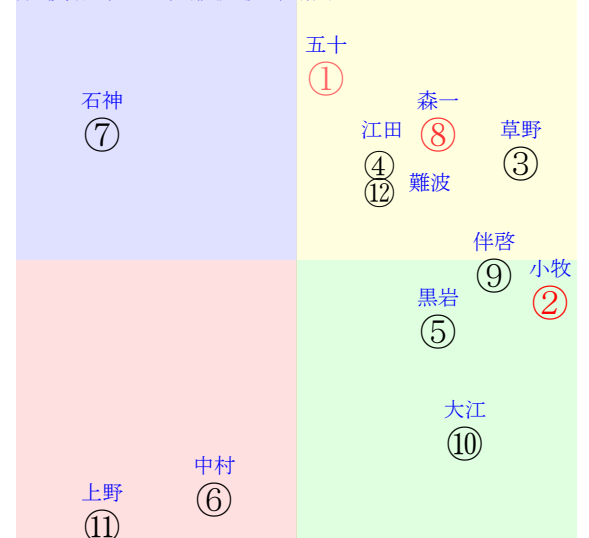 五十
①
石神
⑦
森一
⑧
江田
④
草野
③
⑫
難波
伴啓
⑨
小牧
②
黒岩
⑤
大江
⑩
中村
⑥
上野
⑪